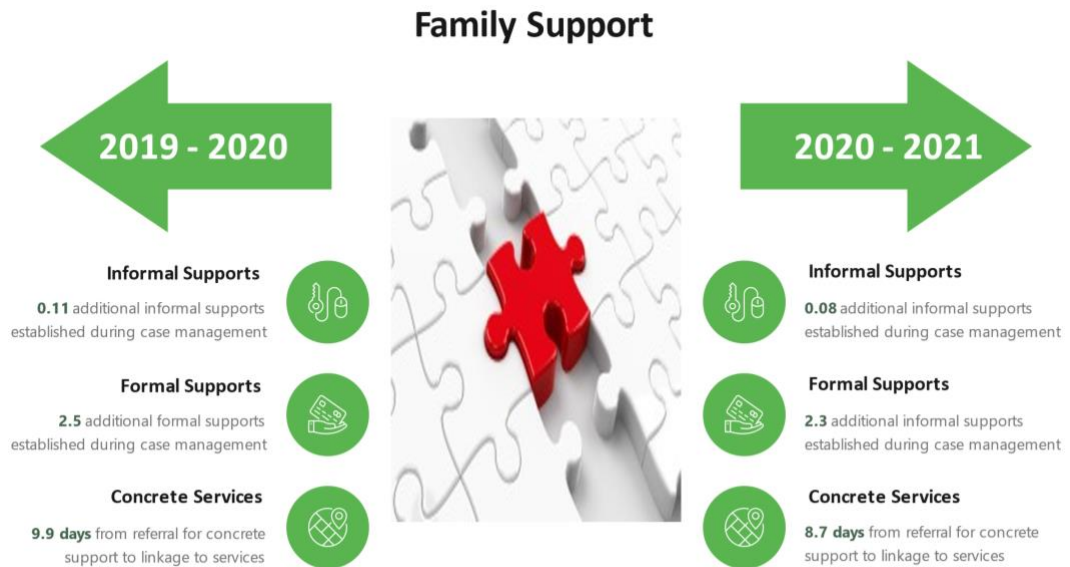 Family Support
2019 - 2020
Informal Supports
0.11 additional informal supports
established during case management
Formal Supports
2.5 additional formal supports
established during case management
Concrete Services
9.9 days from referral for concrete
support to linkage to services
2020 - 2021
Informal Supports
0.08 additional informal supports
established during case management
Formal Supports
2.3 additional informal supports
established during case management
Concrete Services
8.7 days from referral for concrete
support to linkage to services